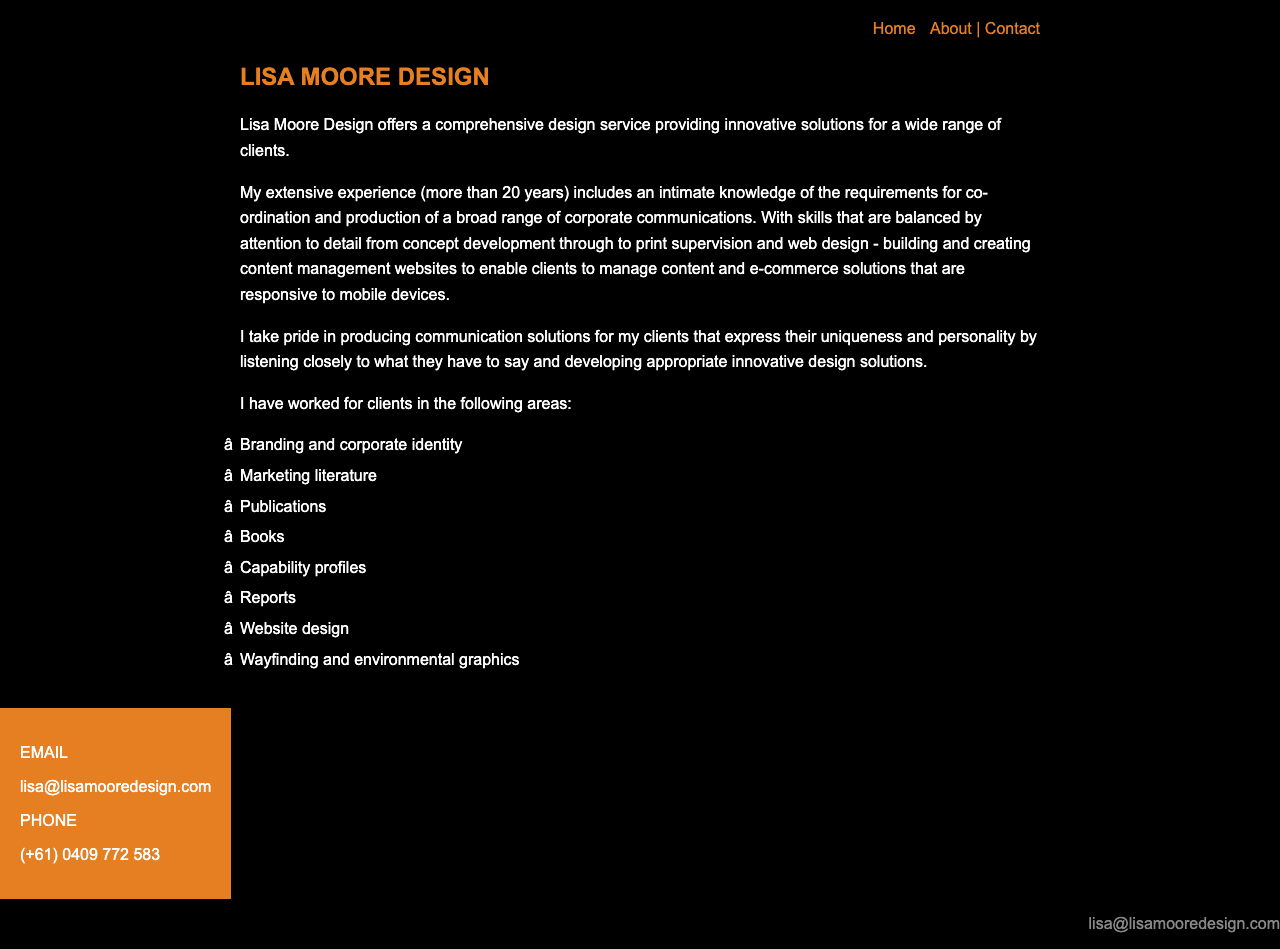 Home About | Contact
LISA MOORE DESIGN
Lisa Moore Design offers a comprehensive design service providing innovative solutions for a wide range of
clients.
My extensive experience (more than 20 years) includes an intimate knowledge of the requirements for co-
ordination and production of a broad range of corporate communications. With skills that are balanced by
attention to detail from concept development through to print supervision and web design - building and creating
content management websites to enable clients to manage content and e-commerce solutions that are
responsive to mobile devices.
I take pride in producing communication solutions for my clients that express their uniqueness and personality by
listening closely to what they have to say and developing appropriate innovative design solutions.
I have worked for clients in the following areas:
â Branding and corporate identity
â Marketing literature
â Publications
â Books
â Capability profiles
â Reports
â Website design
â Wayfinding and environmental graphics
EMAIL
lisa@lisamooredesign.com
PHONE
(+61) 0409 772 583
lisa@lisamooredesign.com